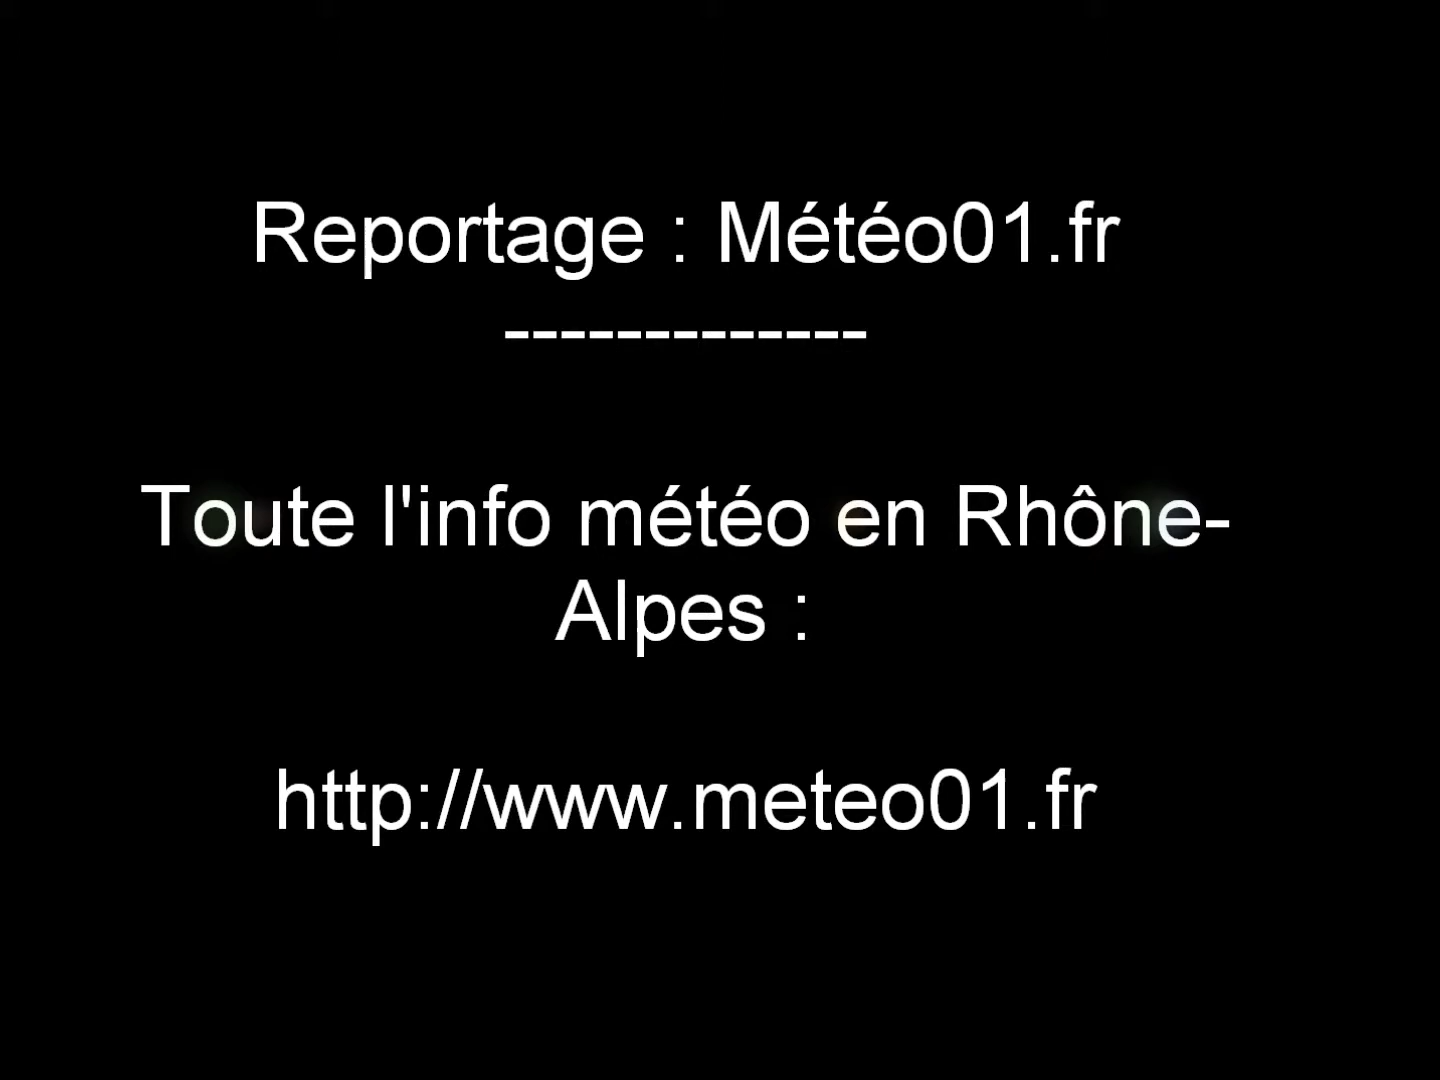 Reportage : Météo01.fr
-------------
Toute l'info météo en Rhône-
Alpes :
http://www.meteo01.fr